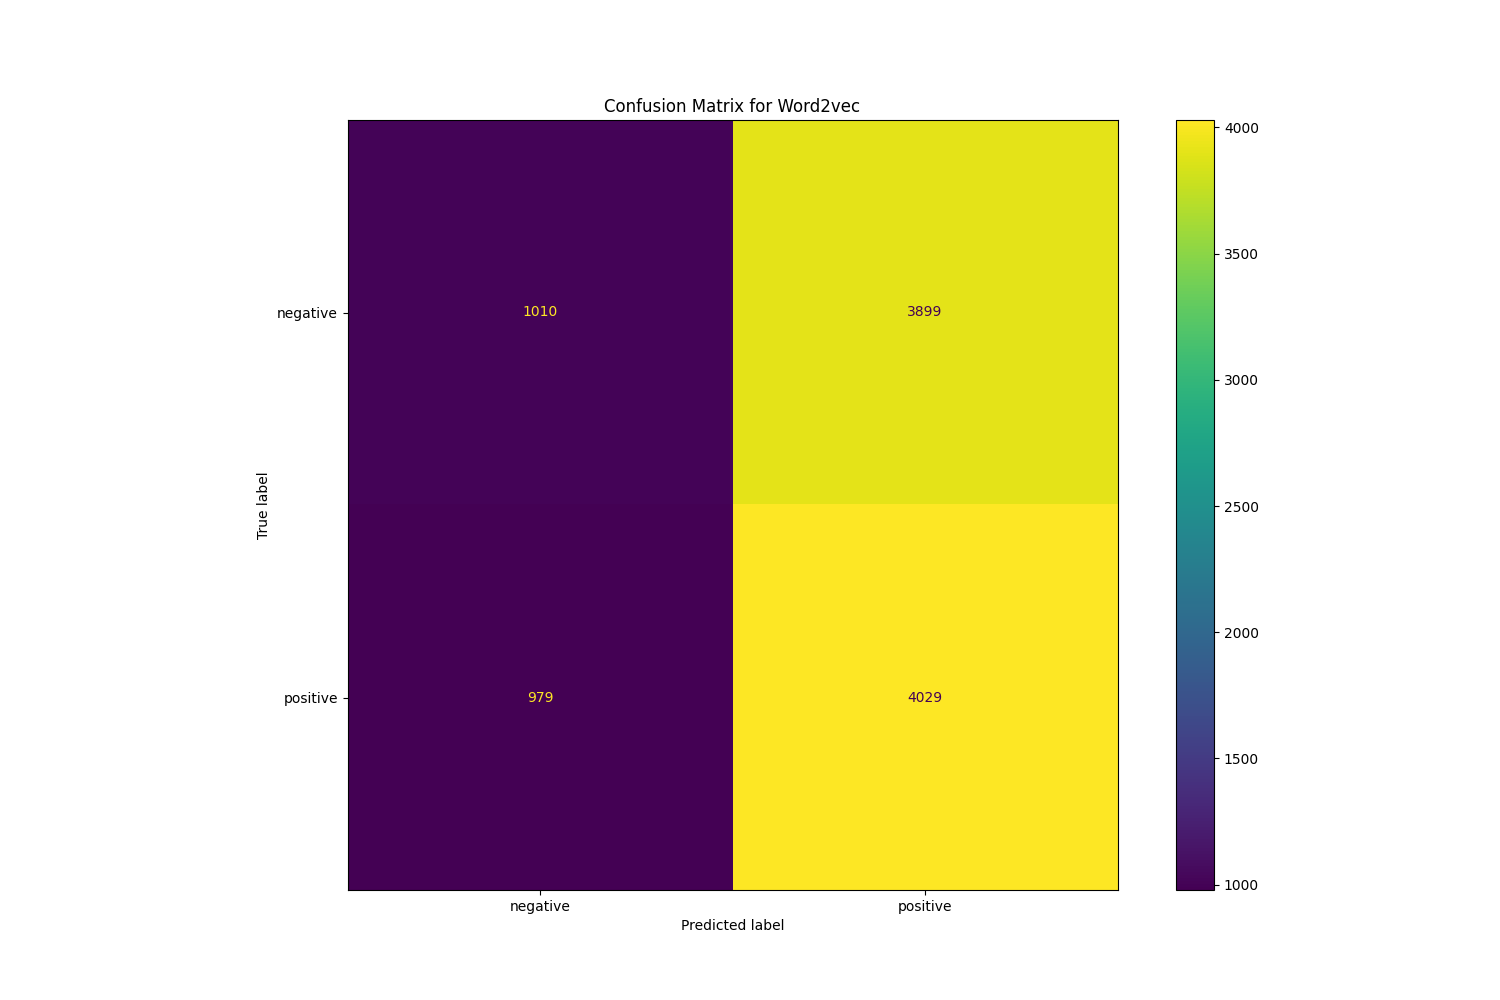 Confusion Matrix for Word2vec
True label
negative
positive
1010
3899
979
4029
negative
positive
Predicted label
4000
3500
3000
2500
2000
1500
1000